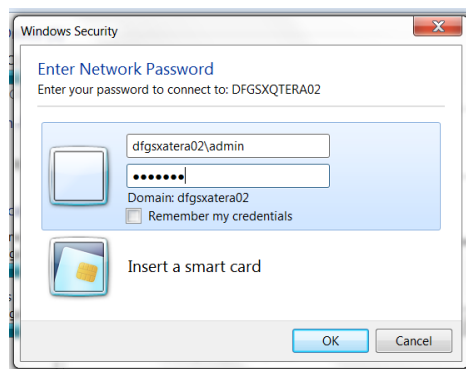 Windows Security
Enter Network Password
Enter your password to connect to: DFGSXQTERA02
dfgsxatera02\admin
•••••••
Domain: dfgsxatera02
Remember my credentials
Insert a smart card
OK
Cancel